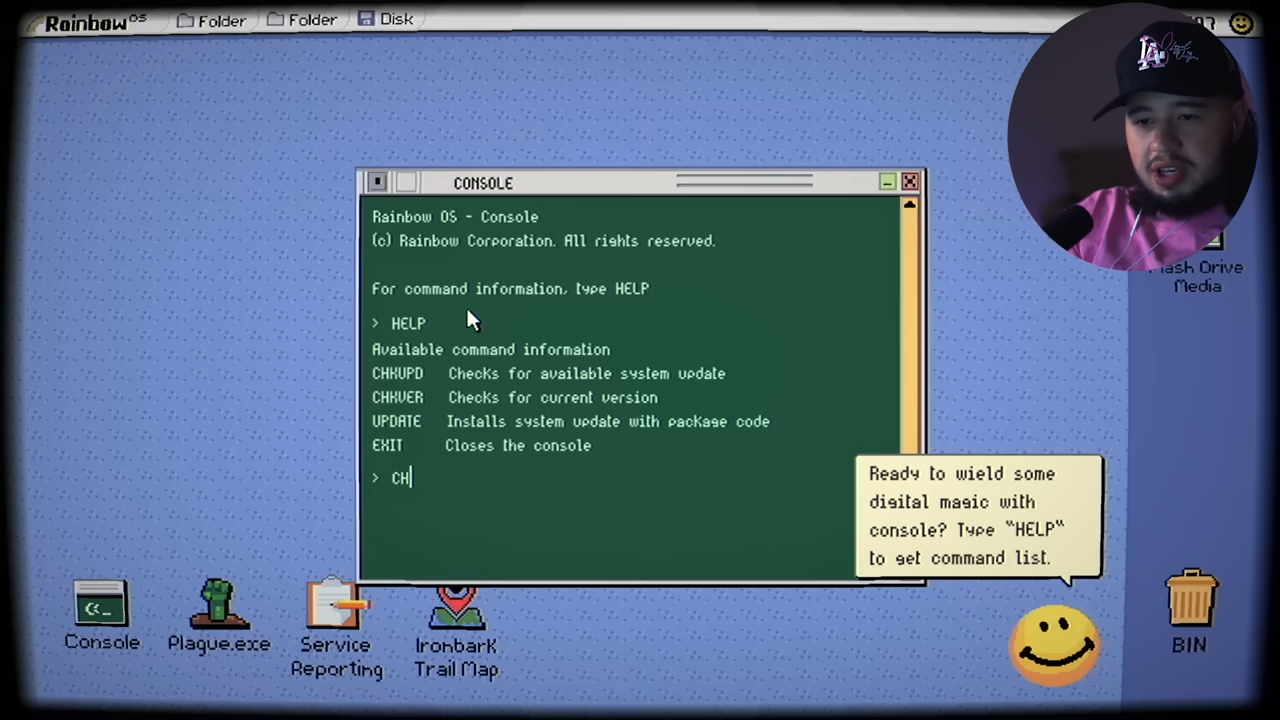 RainbowOS Folder Folder Disk
CONSOLE
Rainbow OS - Console
(c) Rainbow Corporation. All rights reserved.
For command information, type HELP
> HELP
Available command information
CHKUPD Checks for available system update
CHKVER Checks for current version
UPDATE Installs system update with package code
EXIT Closes the console
> CH
Ready to wield some
digital magic with
console? Type "HELP"
to get command list.
Drive
Media
Console
Plague.exe
Service
Reporting
Ironbark
Trail Map
BIN